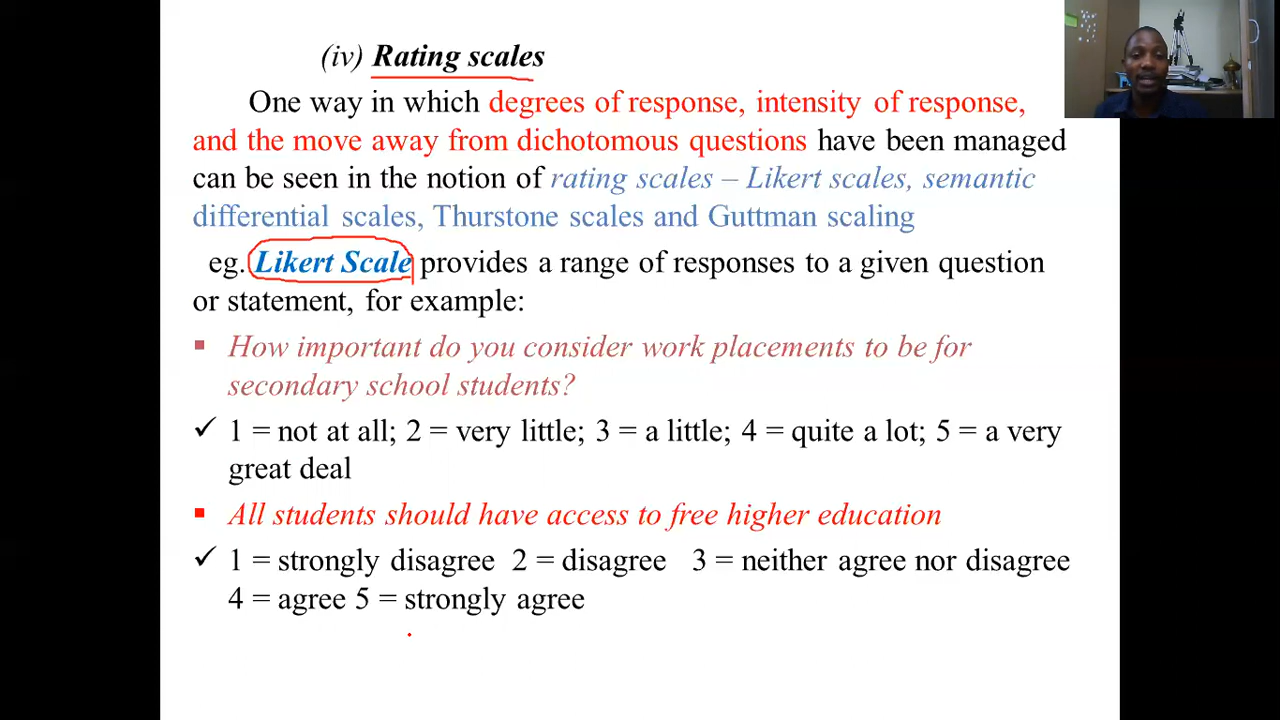 (iv) Rating scales
One way in which degrees of response, intensity of response,
and the move away from dichotomous questions have been managed
can be seen in the notion of rating scales – Likert scales, semantic
differential scales, Thurstone scales and Guttman scaling
eg. Likert Scale provides a range of responses to a given question
or statement, for example:
▪ How important do you consider work placements to be for
secondary school students?
✓ 1 = not at all; 2 = very little; 3 = a little; 4 = quite a lot; 5 = a very
great deal
▪ All students should have access to free higher education
✓ 1 = strongly disagree 2 = disagree 3 = neither agree nor disagree
4 = agree 5 = strongly agree